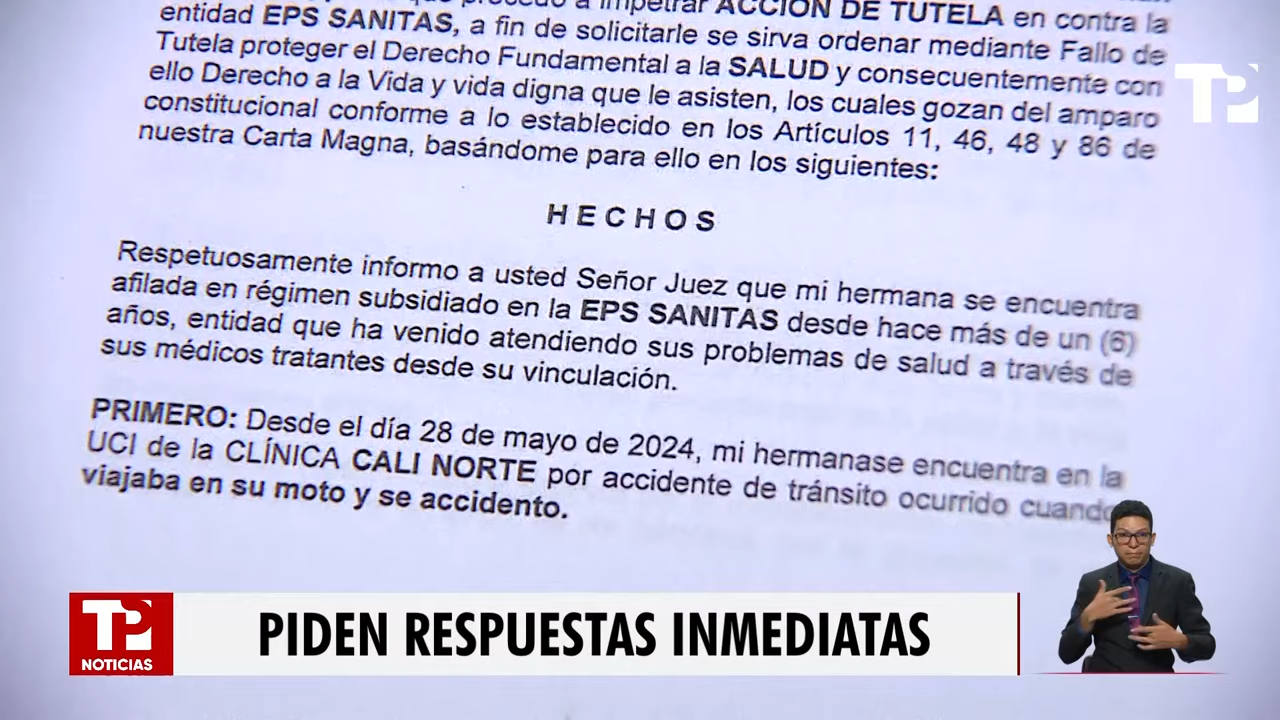 ACCIÓN DE TUTELA en contra la
entidad EPS SANITAS, a fin de solicitarle se sirva ordenar mediante Fallo de
Tutela proteger el Derecho Fundamental a la SALUD y consecuentemente con
ello Derecho a la Vida y vida digna que le asisten, los cuales gozan del amparo
constitucional conforme a lo establecido en los Artículos 11, 46, 48 y 86 de
nuestra Carta Magna, basándome para ello en los siguientes:
HECHOS
Respetuosamente informo a usted Señor Juez que mi hermana se encuentra
afilada en régimen subsidiado en la EPS SANITAS desde hace más de un (6)
años, entidad que ha venido atendiendo sus problemas de salud a través de
sus médicos tratantes desde su vinculación.
PRIMERO: Desde el día 28 de mayo de 2024, mi hermanase encuentra en la
UCI de la CLÍNICA CALI NORTE por accidente de tránsito ocurrido cuando
viajaba en su moto y se accidento.
TP
TP
NOTICIAS
PIDEN RESPUESTAS INMEDIATAS